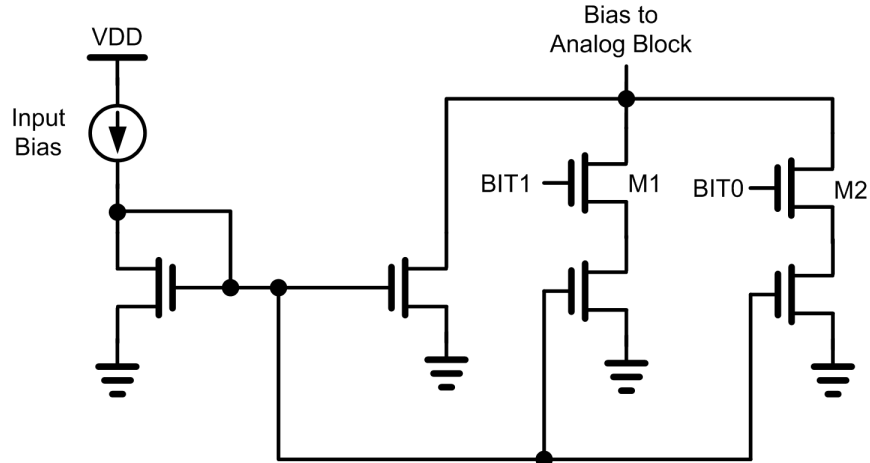 Bias to
Analog Block
VDD
Input
Bias
BIT1
M1
BIT0
M2